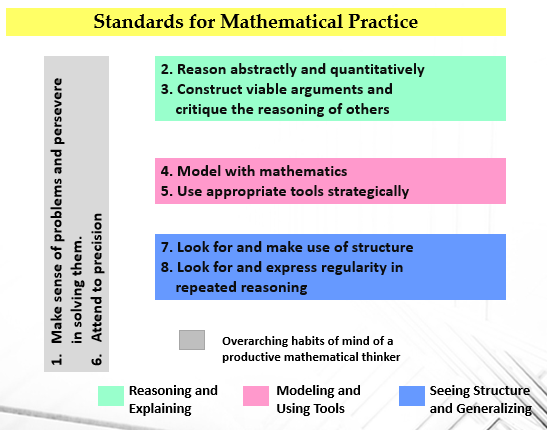 Standards for Mathematical Practice
1. Make sense of problems and persevere
in solving them.
6. Attend to precision
2. Reason abstractly and quantitatively
3. Construct viable arguments and
critique the reasoning of others
4. Model with mathematics
5. Use appropriate tools strategically
7. Look for and make use of structure
8. Look for and express regularity in
repeated reasoning
Overarching habits of mind of a
productive mathematical thinker
Reasoning and
Explaining
Modeling and
Using Tools
Seeing Structure
and Generalizing